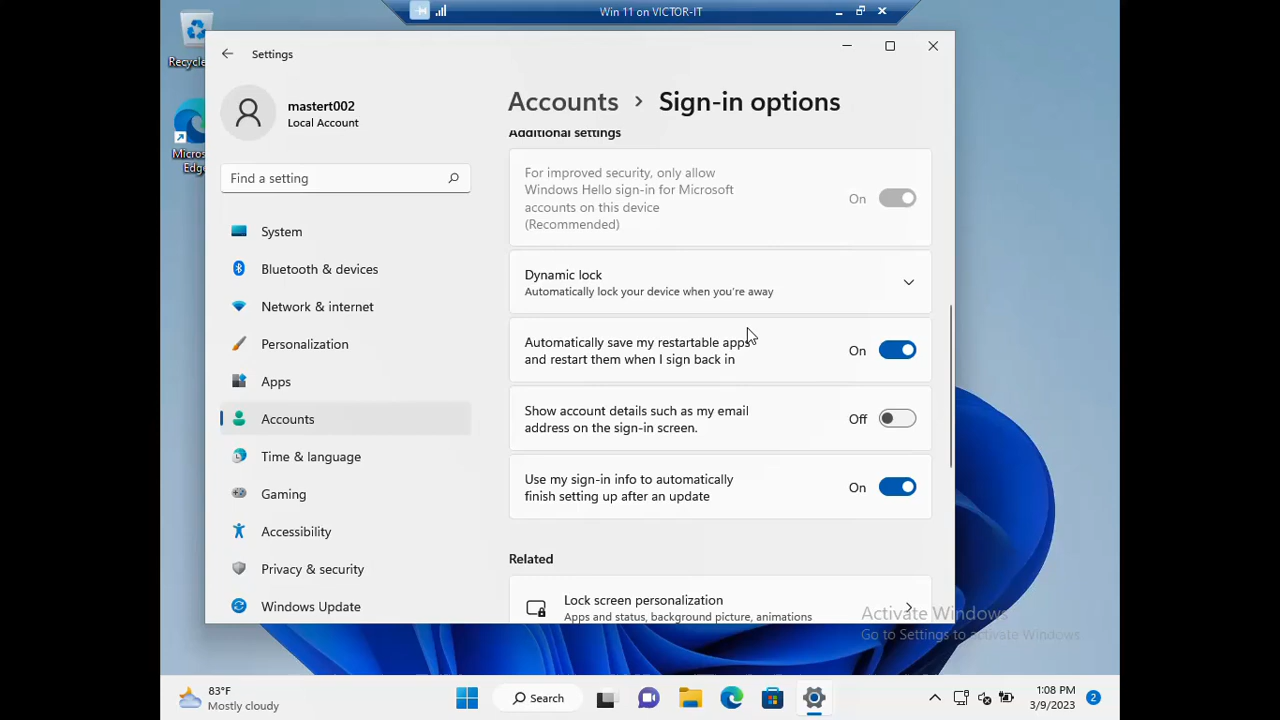 Win 11 on VICTOR-IT
Settings
mastert002
Local Account
Find a setting
System
Bluetooth & devices
Network & internet
Personalization
Apps
Accounts
Time & language
Gaming
Accessibility
Privacy & security
Windows Update
Accounts › Sign-in options
Additional settings
For improved security, only allow
Windows Hello sign-in for Microsoft
accounts on this device
(Recommended)
On
Dynamic lock
Automatically lock your device when you're away
Automatically save my restartable apps
and restart them when I sign back in
On
Show account details such as my email
address on the sign-in screen.
Off
Use my sign-in info to automatically
finish setting up after an update
On
Related
Lock screen personalization
Apps and status, background picture, animations
Activate Windows
Go to Settings to activate Windows.
Recycle
Micros
Edge
83°F
Mostly cloudy
Search
1:08 PM
3/9/2023
2